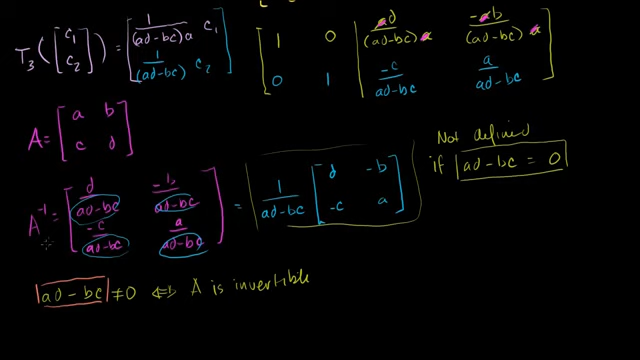 T₃([c₁ c₂]) = [1/((ad-bc)a) c₁ 1/(ad-bc) c₂]
[1 0 | ad/((ad-bc)a) -ab/((ad-bc)a)]
[0 1 | -c/(ad-bc) a/(ad-bc)]
A = [a b
c d]
Not defined
if ad-bc = 0
A⁻¹ = [d/(ad-bc) -b/(ad-bc) -c/(ad-bc) a/(ad-bc)] = 1/(ad-bc) [d -b
-c a]
|ad-bc| ≠ 0 ⇔ A is invertible